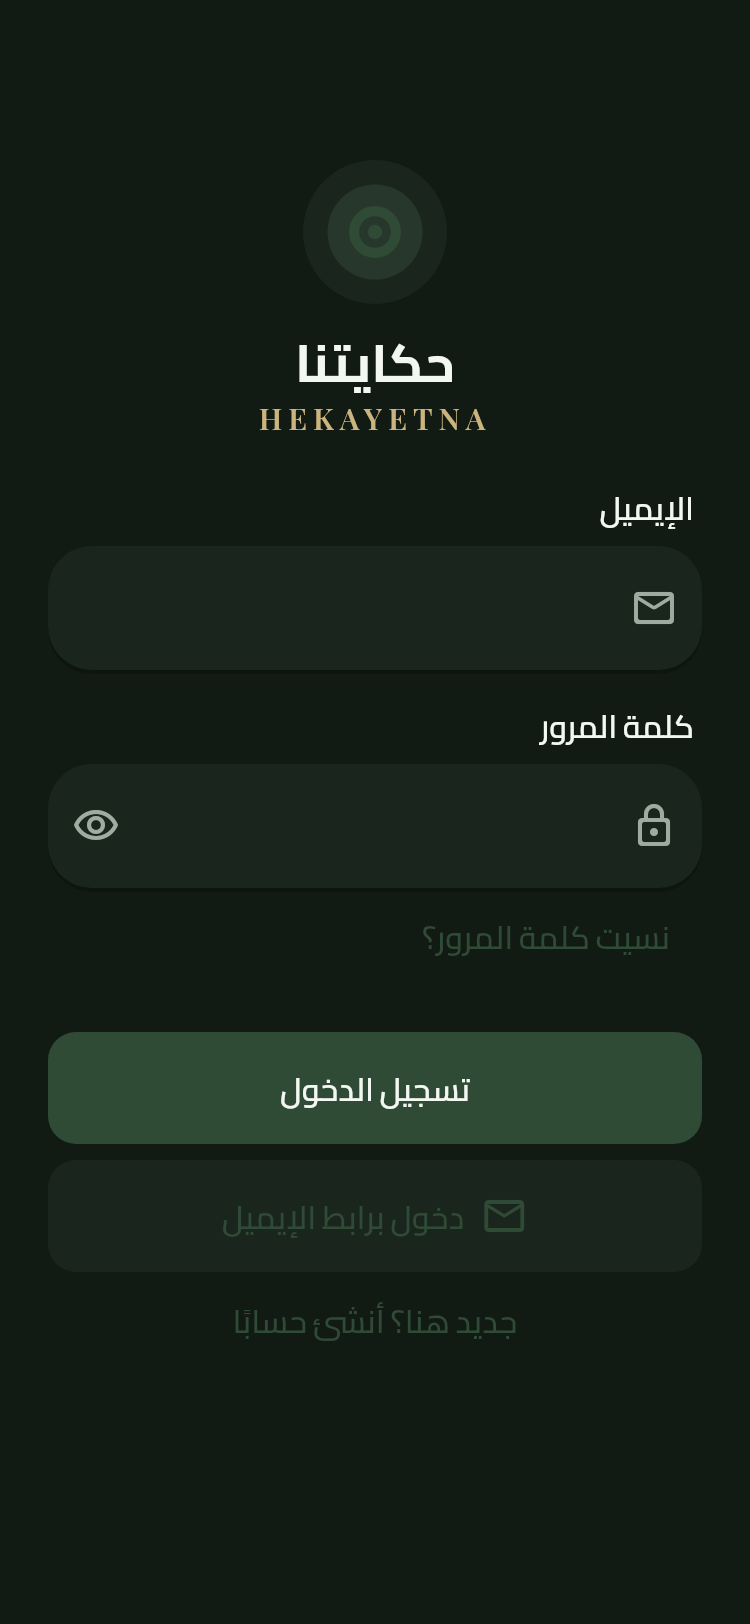 حكايتنا
HEKAYETNA
الإيميل
كلمة المرور
نسيت كلمة المرور؟
تسجيل الدخول
دخول برابط الإيميل
جديد هنا؟ أنشئ حسابًا